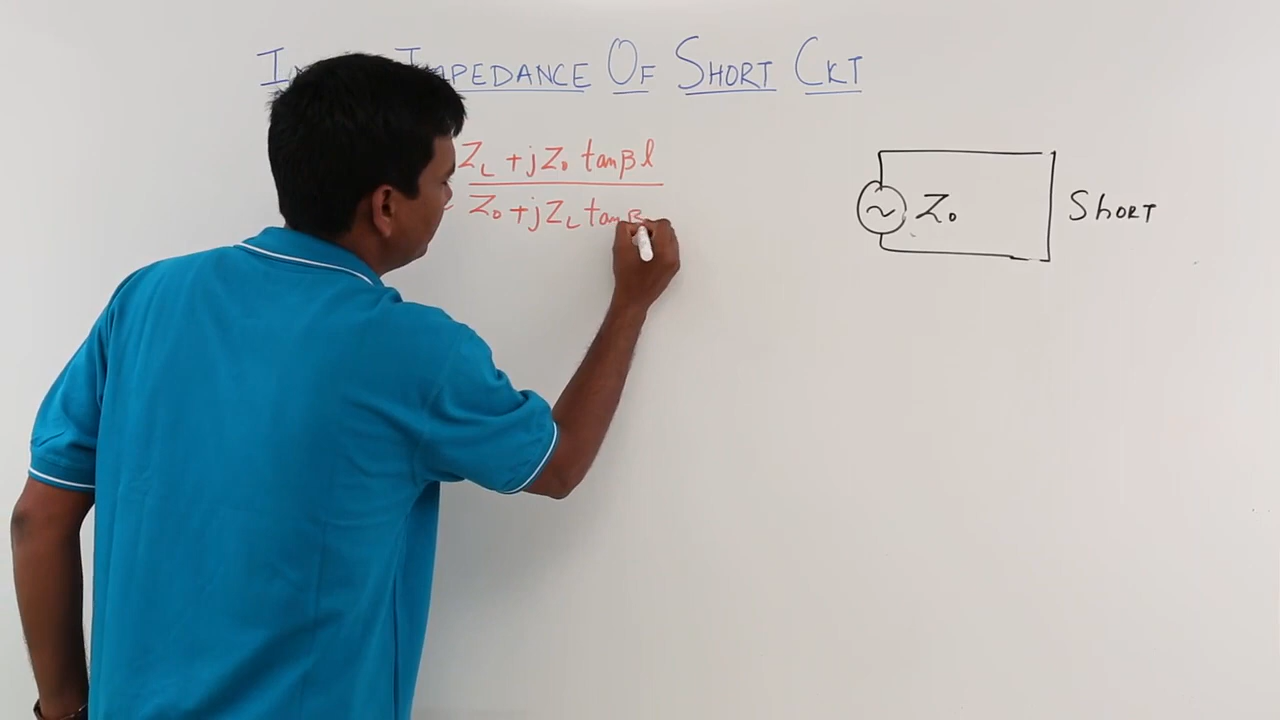 IMPEDANCE OF SHORT CKT
Z_L + jZ₀ tanβl
Z₀ + jZ_L tanβ
Z₀
SHORT